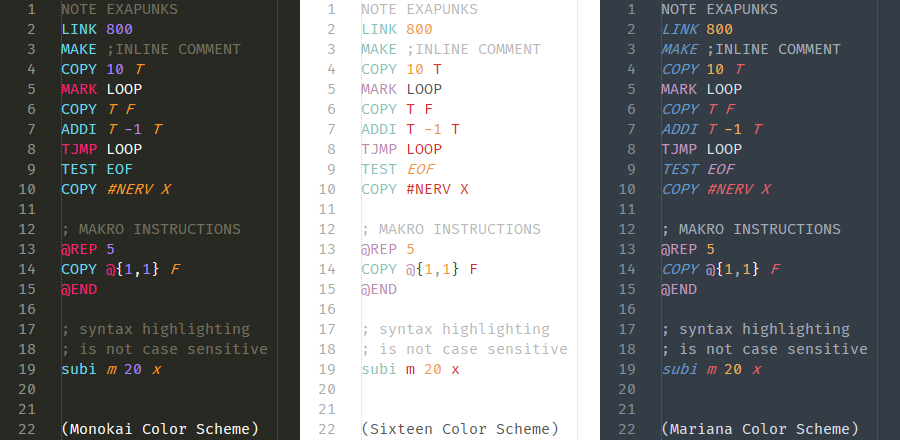 1 NOTE EXAPUNKS
2 LINK 800
3 MAKE ;INLINE COMMENT
4 COPY 10 T
5 MARK LOOP
6 COPY T F
7 ADDI T -1 T
8 TJMP LOOP
9 TEST EOF
10 COPY #NERV X
11
12 ; MAKRO INSTRUCTIONS
13 @REP 5
14 COPY @{1,1} F
15 @END
16
17 ; syntax highlighting
18 ; is not case sensitive
19 subi m 20 x
20
21
22 (Monokai Color Scheme)
1 NOTE EXAPUNKS
2 LINK 800
3 MAKE ;INLINE COMMENT
4 COPY 10 T
5 MARK LOOP
6 COPY T F
7 ADDI T -1 T
8 TJMP LOOP
9 TEST EOF
10 COPY #NERV X
11
12 ; MAKRO INSTRUCTIONS
13 @REP 5
14 COPY @{1,1} F
15 @END
16
17 ; syntax highlighting
18 ; is not case sensitive
19 subi m 20 x
20
21
22 (Sixteen Color Scheme)
1 NOTE EXAPUNKS
2 LINK 800
3 MAKE ;INLINE COMMENT
4 COPY 10 T
5 MARK LOOP
6 COPY T F
7 ADDI T -1 T
8 TJMP LOOP
9 TEST EOF
10 COPY #NERV X
11
12 ; MAKRO INSTRUCTIONS
13 @REP 5
14 COPY @{1,1} F
15 @END
16
17 ; syntax highlighting
18 ; is not case sensitive
19 subi m 20 x
20
21
22 (Mariana Color Scheme)